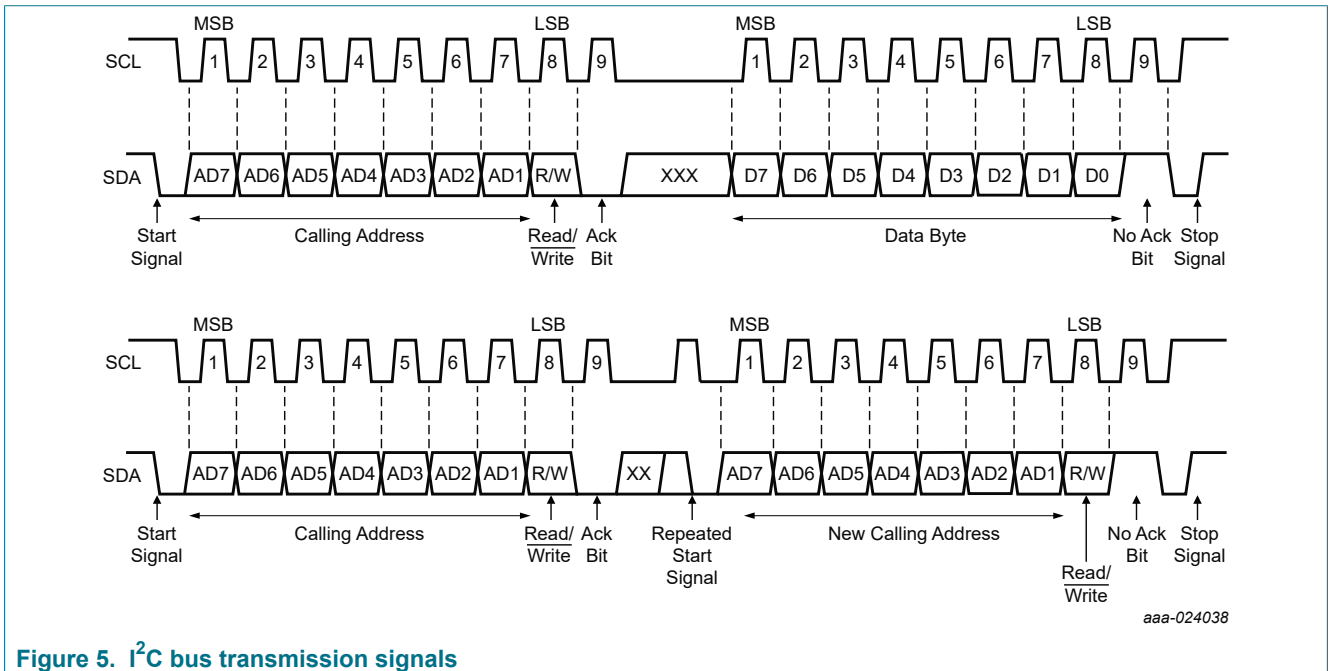 MSB LSB MSB LSB
SCL 1 2 3 4 5 6 7 8 9 1 2 3 4 5 6 7 8 9
SDA AD7 AD6 AD5 AD4 AD3 AD2 AD1 R/W XXX D7 D6 D5 D4 D3 D2 D1 D0
Start Signal
Calling Address
Read/Write
Ack Bit
Data Byte
No Ack Bit
Stop Signal
MSB LSB MSB LSB
SCL 1 2 3 4 5 6 7 8 9 1 2 3 4 5 6 7 8 9
SDA AD7 AD6 AD5 AD4 AD3 AD2 AD1 R/W XX AD7 AD6 AD5 AD4 AD3 AD2 AD1 R/W
Start Signal
Calling Address
Read/Write
Ack Bit
Repeated Start Signal
New Calling Address
Read/Write
No Ack Bit
Stop Signal
aaa-024038
Figure 5. I²C bus transmission signals